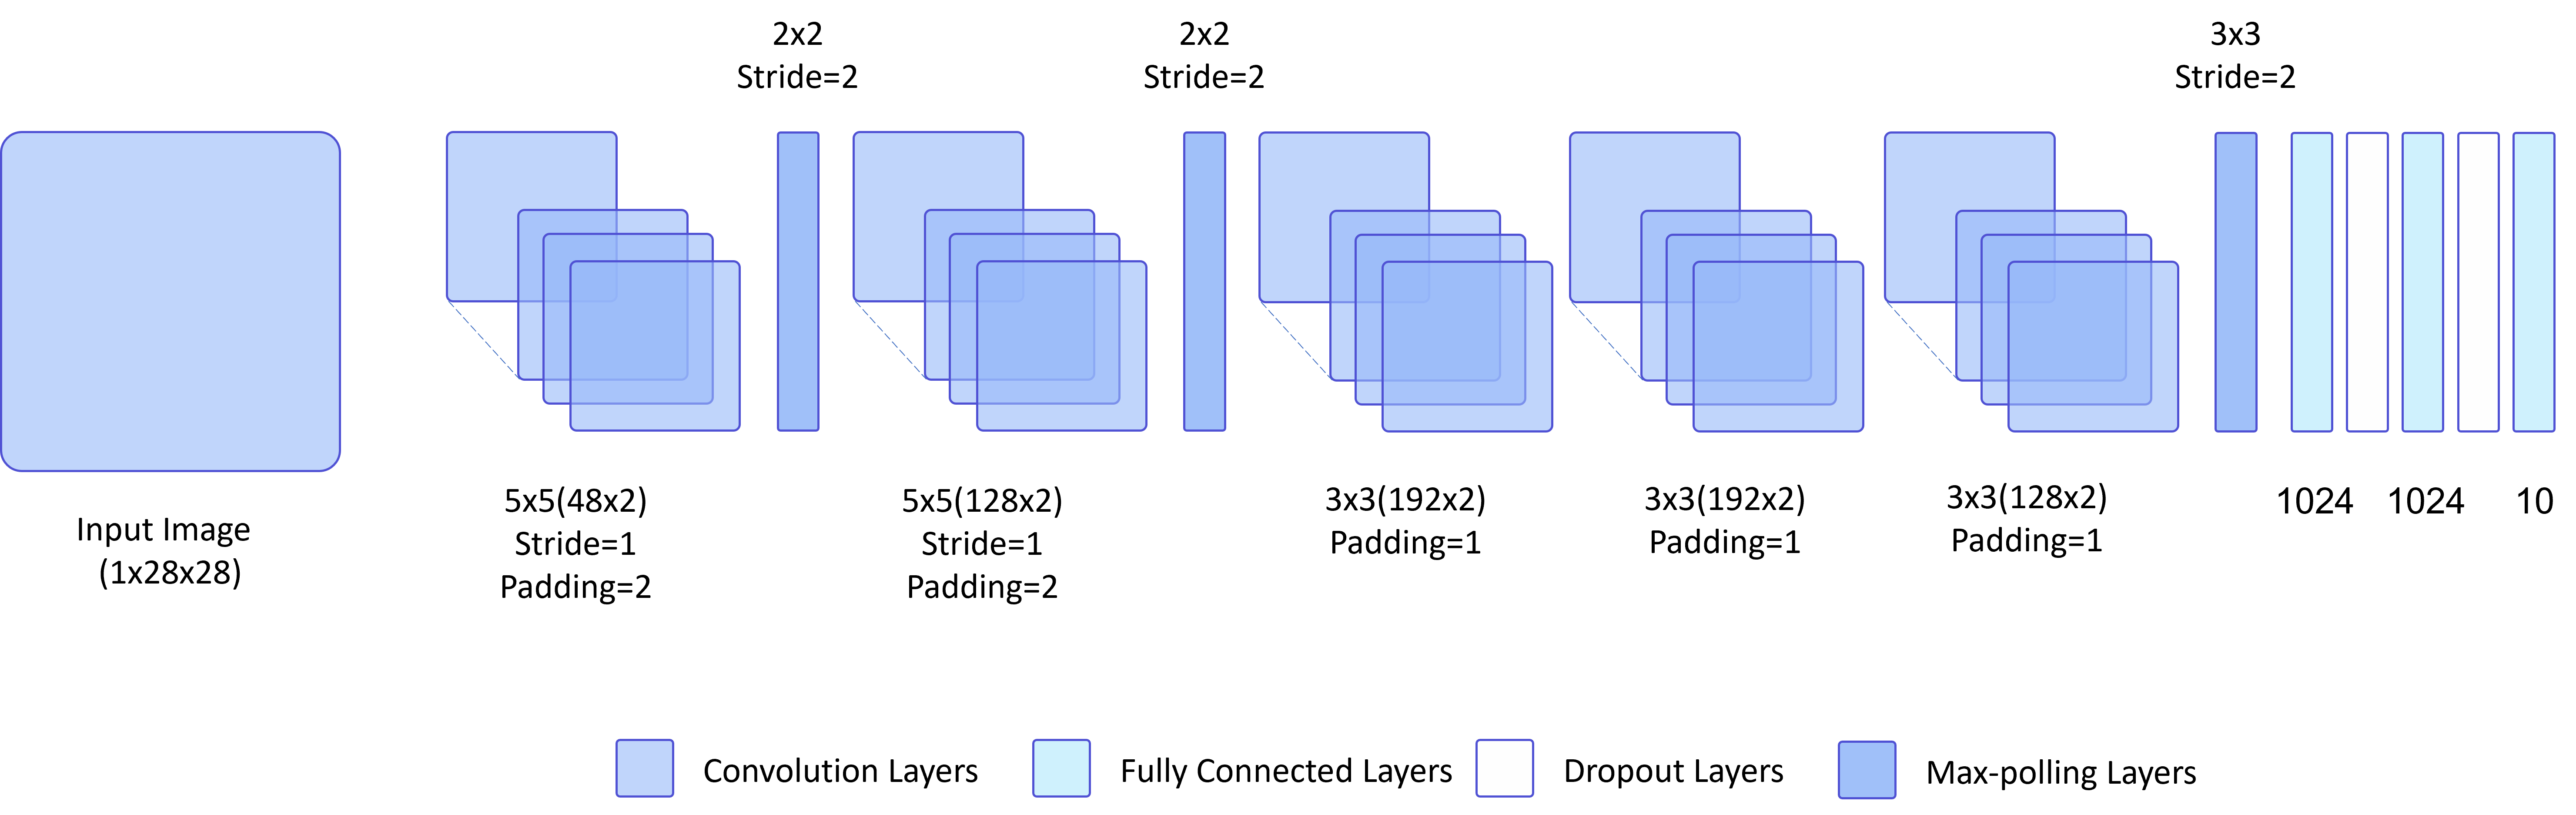 2x2
Stride=2
2x2
Stride=2
3x3
Stride=2
Input Image
(1x28x28)
5x5(48x2)
Stride=1
Padding=2
5x5(128x2)
Stride=1
Padding=2
3x3(192x2)
Padding=1
3x3(192x2)
Padding=1
3x3(128x2)
Padding=1
1024
1024
10
Convolution Layers
Fully Connected Layers
Dropout Layers
Max-polling Layers